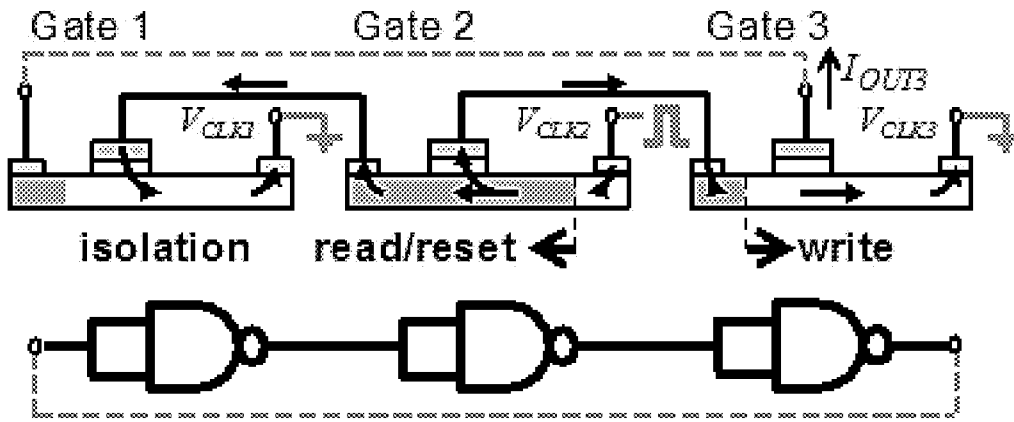 Gate 1 Gate 2 Gate 3
I_OUT3
V_CLK1 V_CLK2 V_CLK3
isolation read/reset write